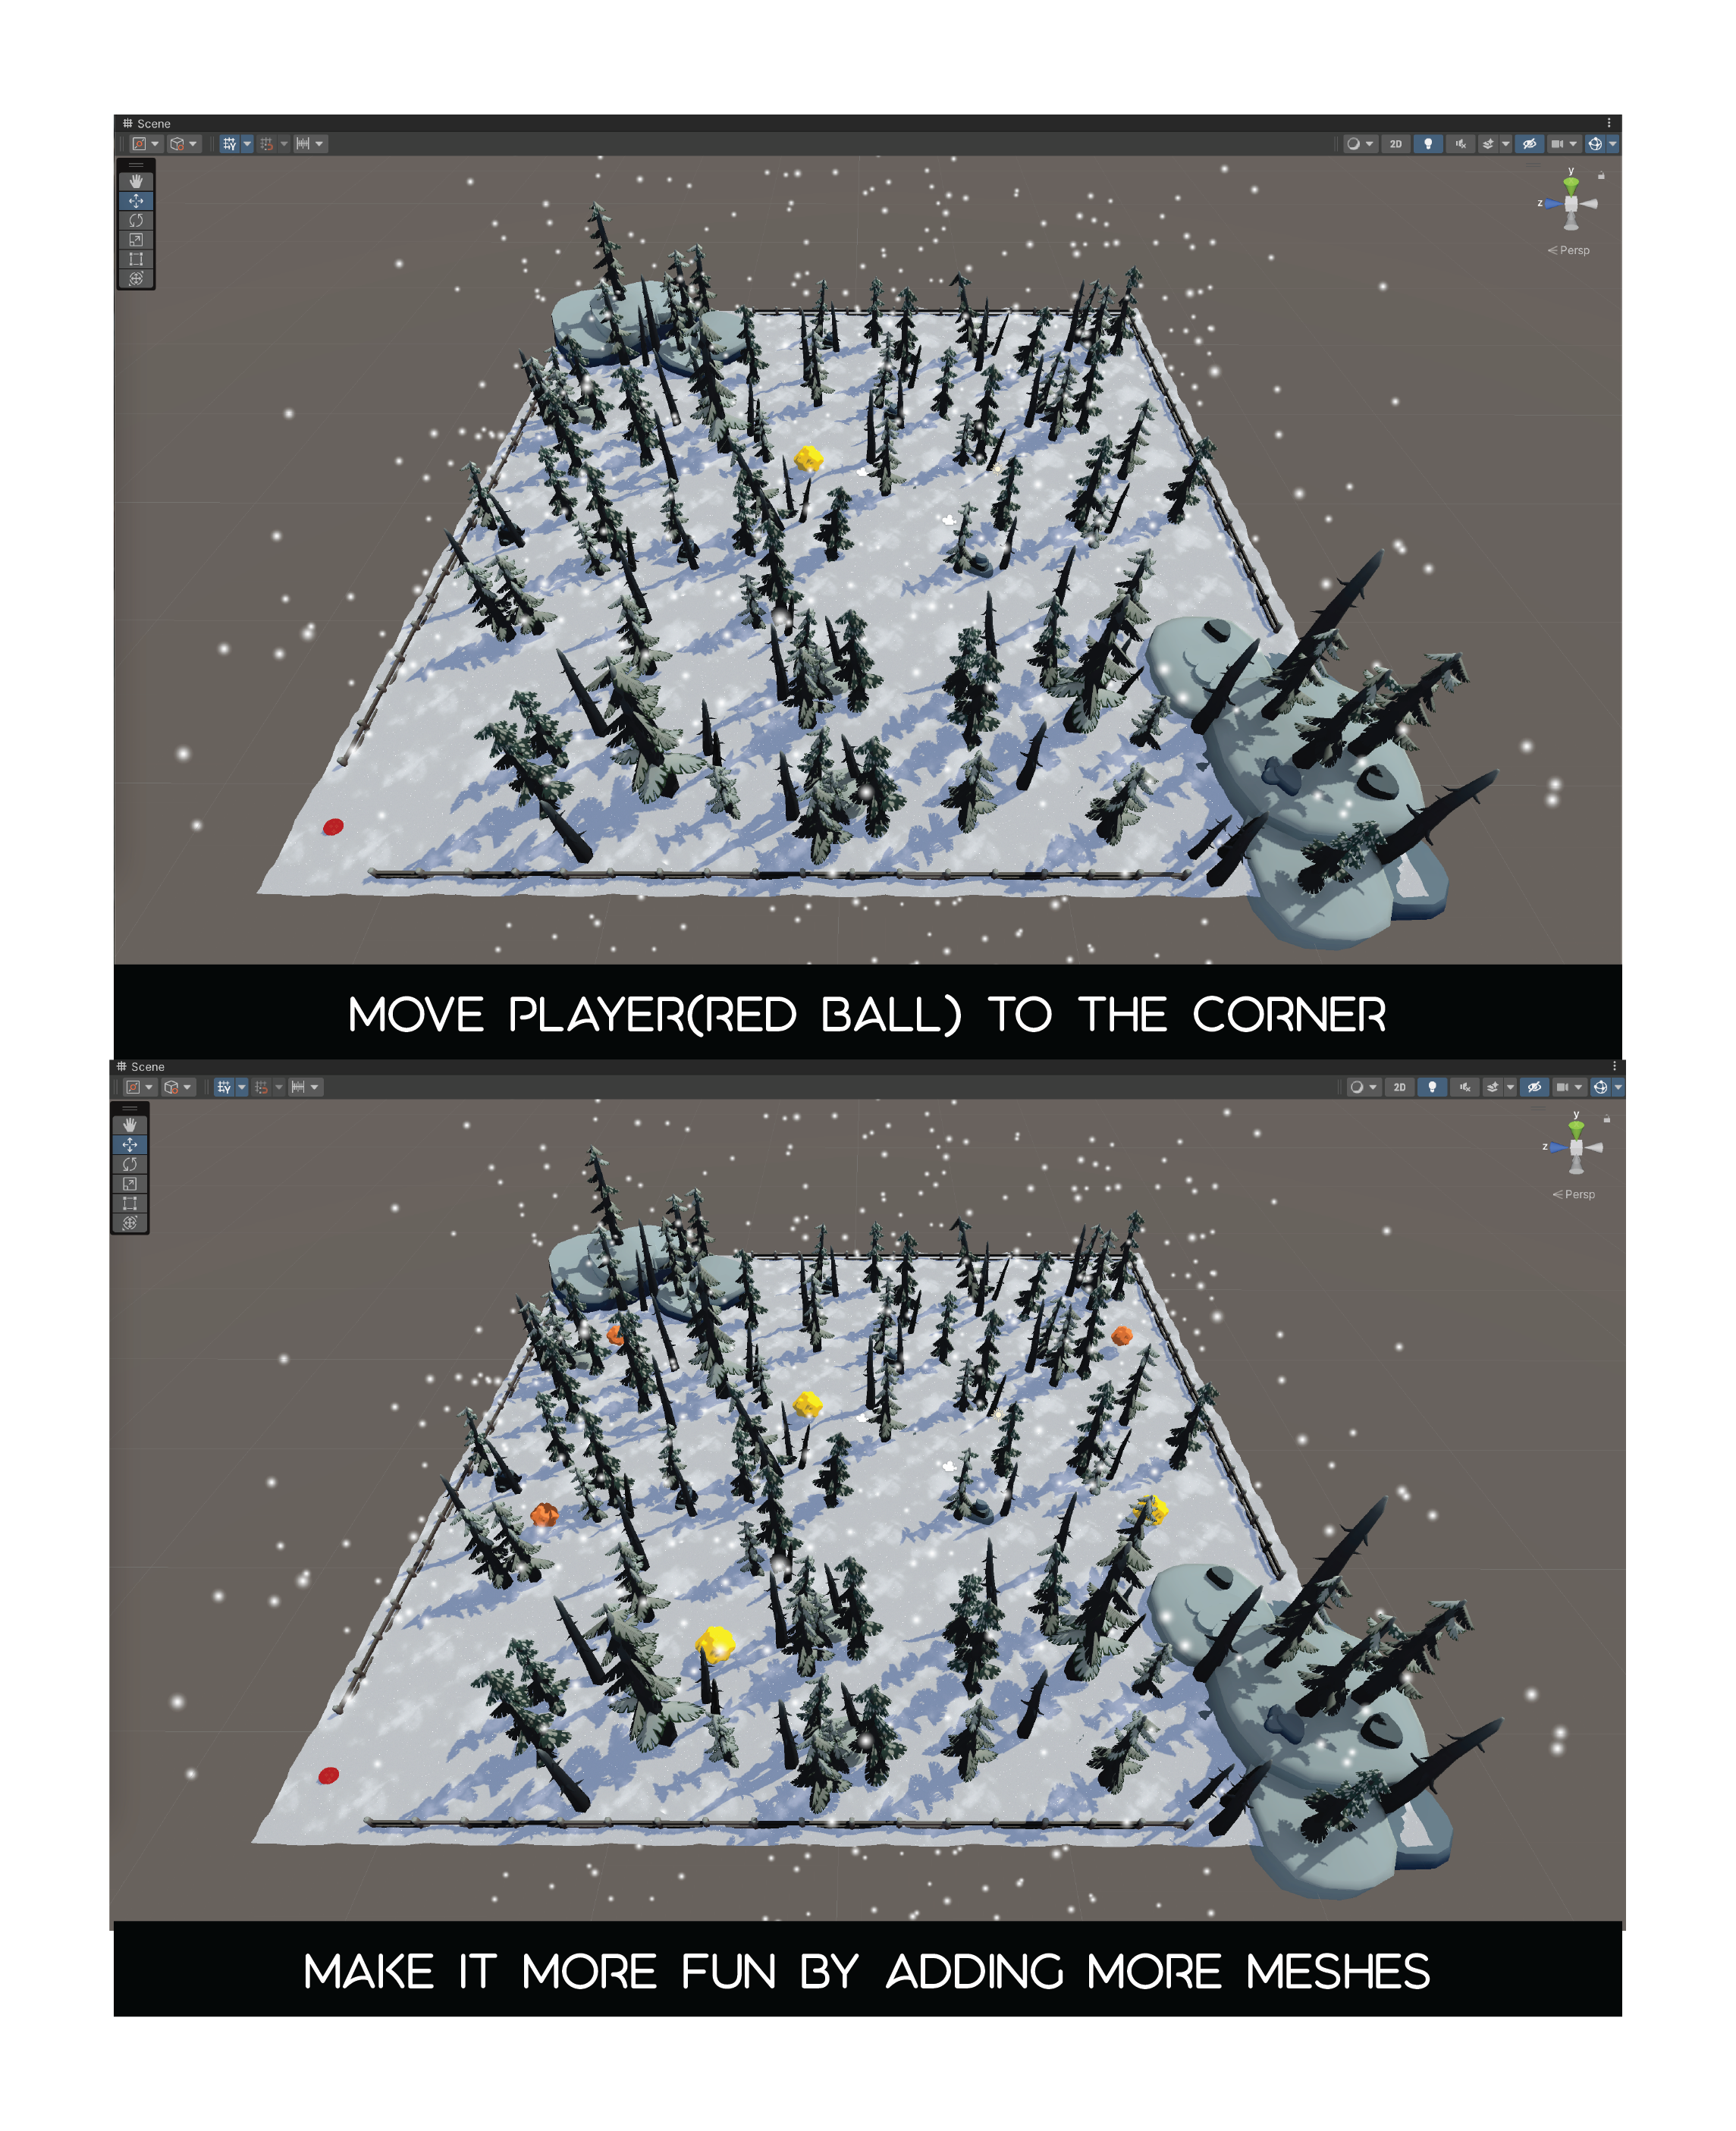 Scene
2D
y
z
Persp
MOVE PLAYER(RED BALL) TO THE CORNER
Scene
2D
y
z
Persp
MAKE IT MORE FUN BY ADDING MORE MESHES